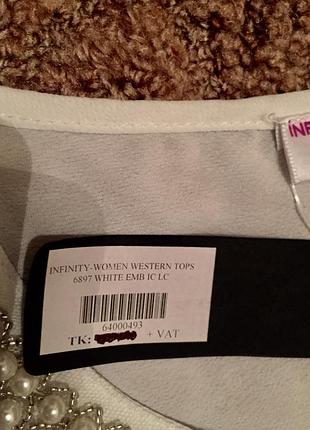 INF
INFINITY-WOMEN WESTERN TOPS
6897 WHITE EMB IC LC
64000493
TK: + VAT